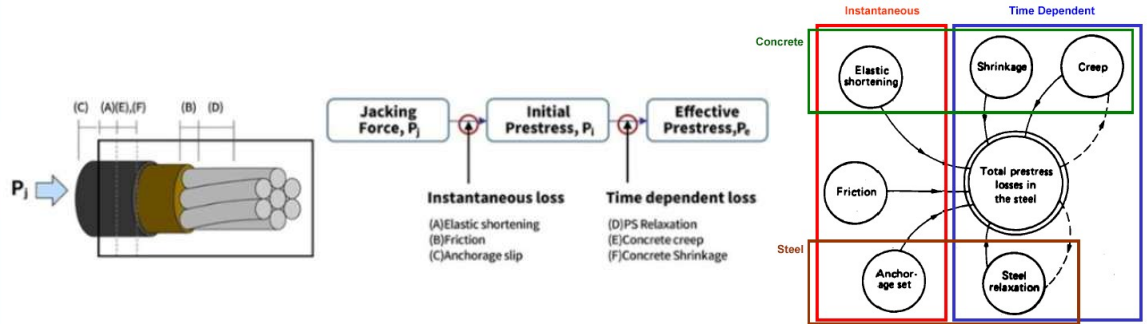 (C)
(A)(E),(F)
(B)
(D)
Pj
Jacking
Force, Pj
Initial
Prestress, Pi
Effective
Prestress,Pe
Instantaneous loss
(A)Elastic shortening
(B)Friction
(C)Anchorage slip
Time dependent loss
(D)PS Relaxation
(E)Concrete creep
(F)Concrete Shrinkage
Instantaneous
Time Dependent
Concrete
Elastic
shortening
Shrinkage
Creep
Friction
Total prestress
losses in
the steel
Steel
Anchor-
age set
Steel
relaxation